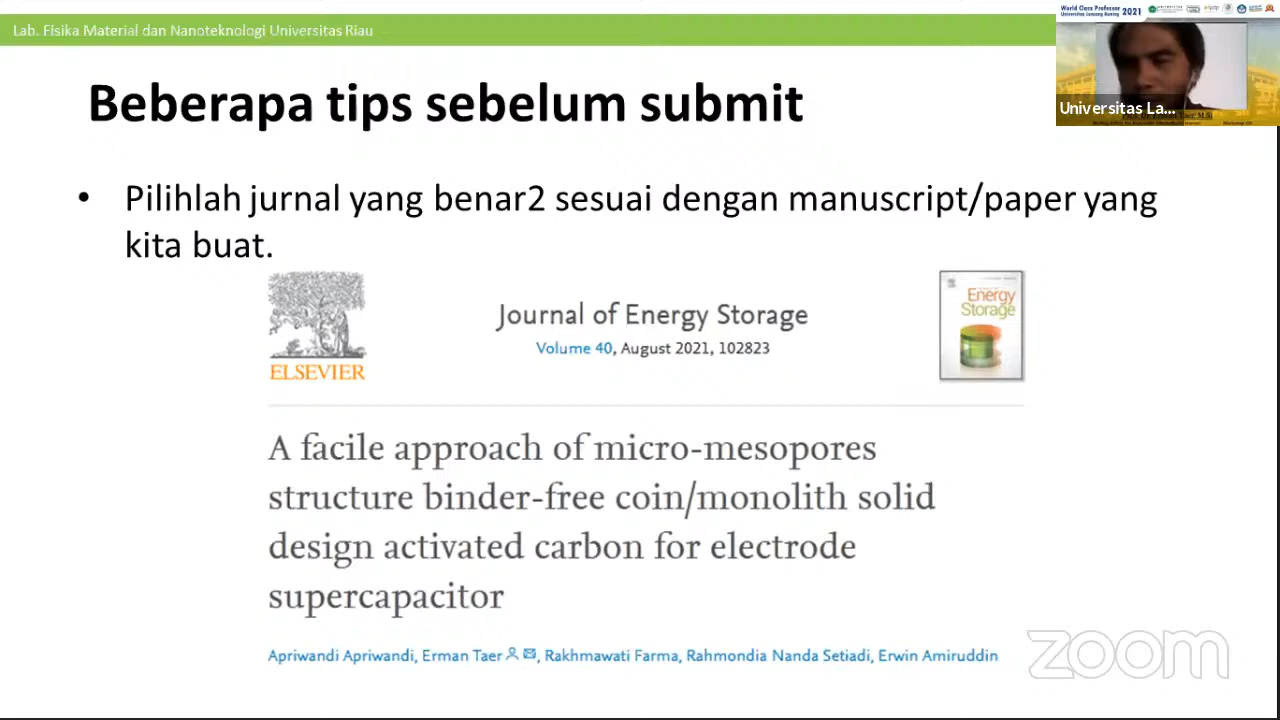 Lab. Fisika Material dan Nanoteknologi Universitas Riau
World Class Professor 2021
Universitas Lancang Kuning
Universitas La...
Beberapa tips sebelum submit
• Pilihlah jurnal yang benar2 sesuai dengan manuscript/paper yang
kita buat.
ELSEVIER
Journal of Energy Storage
Volume 40, August 2021, 102823
Energy
Storage
A facile approach of micro-mesopores
structure binder-free coin/monolith solid
design activated carbon for electrode
supercapacitor
Apriwandi Apriwandi, Erman Taer, Rakhmawati Farma, Rahmondia Nanda Setiadi, Erwin Amiruddin
zoom